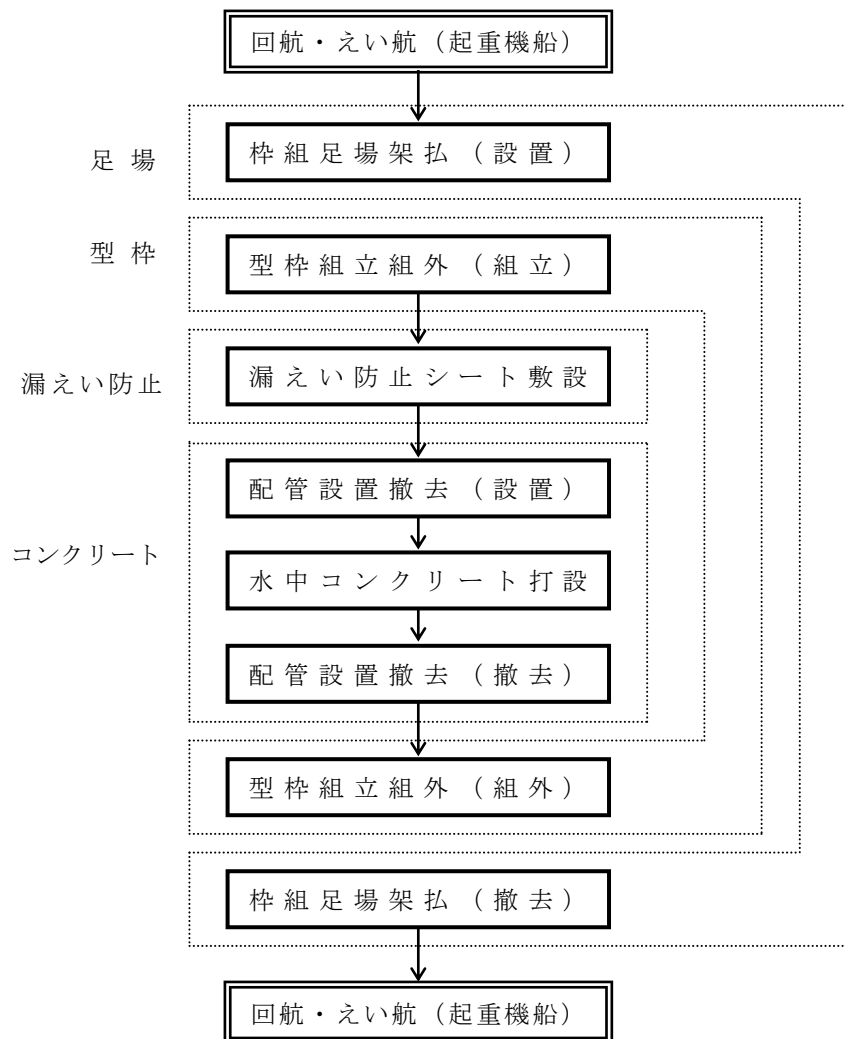 回航・えい航（起重機船）
足場
枠組足場架払（設置）
型枠
型枠組立組外（組立）
漏えい防止
漏えい防止シート敷設
配管設置撤去（設置）
コンクリート
水中コンクリート打設
配管設置撤去（撤去）
型枠組立組外（組外）
枠組足場架払（撤去）
回航・えい航（起重機船）